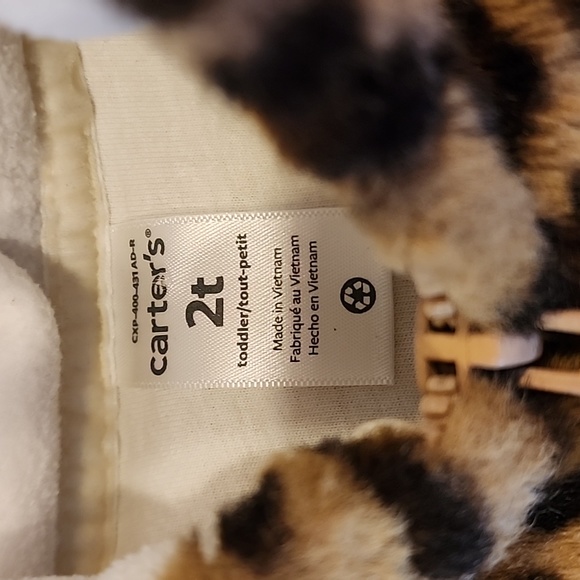 CXP-400-431 AD-R
carter's®
2t
toddler/tout-petit
Made in Vietnam
Fabriqué au Vietnam
Hecho en Vietnam